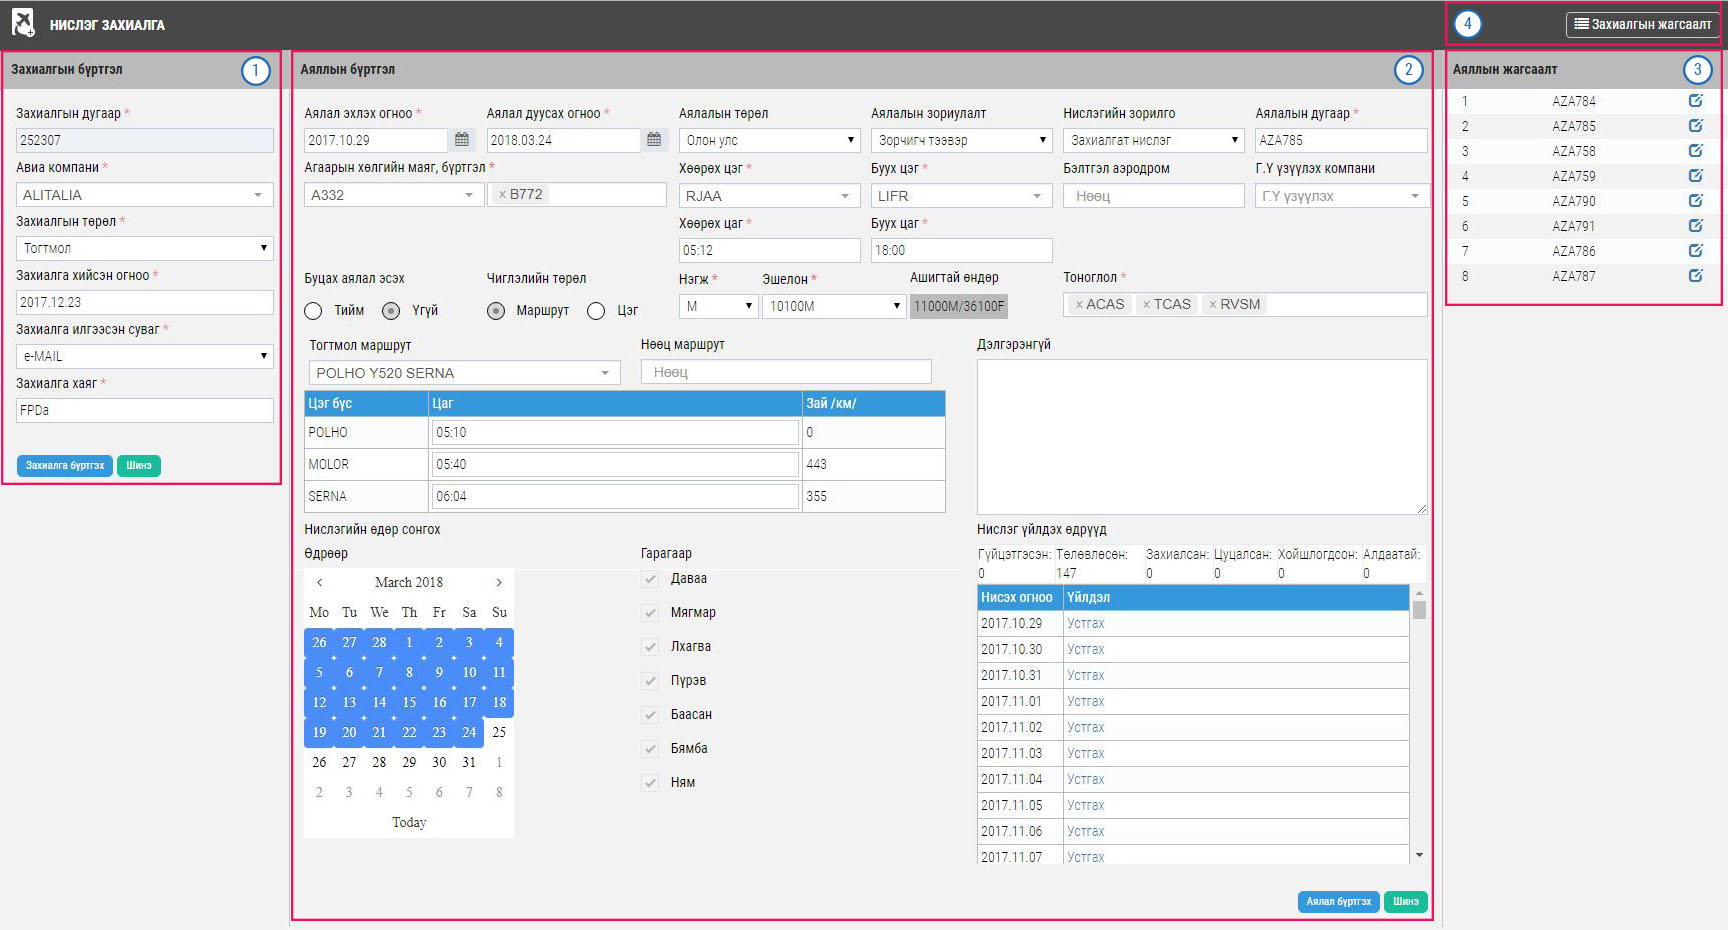 НИСЛЭГ ЗАХИАЛГА
4
Захиалгын жагсаалт
Захиалгын бүртгэл
1
Захиалгын дугаар *
252307
Авиа компани *
ALITALIA
Захиалгын төрөл *
Тогтмол
Захиалга хийсэн огноо *
2017.12.23
Захиалга илгээсэн суваг *
e-MAIL
Захиалга хаяг *
FPDa
Захиалга бүртгэх
Шинэ
Аяллын бүртгэл
2
Аялал эхлэх огноо *
Аялал дуусах огноо *
Аялалын төрөл
Аялалын зориулалт
Нислэгийн зорилго
Аялалын дугаар *
2017.10.29
2018.03.24
Олон улс
Зорчигч тээвэр
Захиалгат нислэг
AZA785
Агаарын хөлгийн маяг, бүртгэл *
Хөөрөх цэг *
Буух цэг *
Бэлтгэл аэродром
Г.Ү үзүүлэх компани
A332
× B772
RJAA
LIFR
Нөөц
Г.Ү үзүүлэх
Хөөрөх цаг *
Буух цаг *
05:12
18:00
Буцах аялал эсэх
Чиглэлийн төрөл
Нэгж *
Эшелон *
Ашигтай өндөр
Тоноглол *
Тийм
Үгүй
Маршрут
Цэг
M
10100M
11000M/36100F
× ACAS
× TCAS
× RVSM
Тогтмол маршрут
Нөөц маршрут
Дэлгэрэнгүй
POLHO Y520 SERNA
Нөөц
Цэг бүс
Цаг
Зай /км/
POLHO
05:10
0
MOLOR
05:40
443
SERNA
06:04
355
Нислэгийн өдөр сонгох
Өдрөөр
Гарагаар
March 2018
Mo Tu We Th Fr Sa Su
26 27 28 1 2 3 4
5 6 7 8 9 10 11
12 13 14 15 16 17 18
19 20 21 22 23 24 25
26 27 28 29 30 31 1
2 3 4 5 6 7 8
Today
Даваа
Мягмар
Лхагва
Пүрэв
Баасан
Бямба
Ням
Нислэг үйлдэх өдрүүд
Гүйцэтгэсэн: Төлөвлөсөн: Захиалсан: Цуцалсан: Хойшлогдсон: Алдаатай:
0 147 0 0 0 0
Нисэх огноо
Үйлдэл
2017.10.29 Устгах
2017.10.30 Устгах
2017.10.31 Устгах
2017.11.01 Устгах
2017.11.02 Устгах
2017.11.03 Устгах
2017.11.04 Устгах
2017.11.05 Устгах
2017.11.06 Устгах
2017.11.07 Устгах
Аялал бүртгэх
Шинэ
Аяллын жагсаалт
3
1 AZA784
2 AZA785
3 AZA758
4 AZA759
5 AZA790
6 AZA791
7 AZA786
8 AZA787